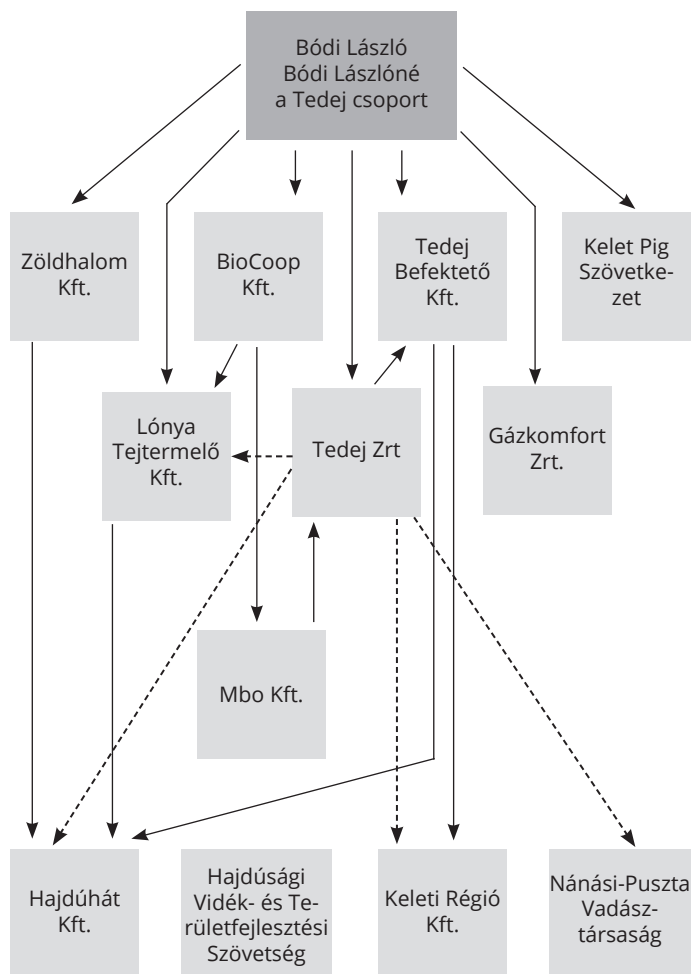 Bódi László
Bódi Lászlóné
a Tedej csoport
Zöldhalom
Kft.
BioCoop
Kft.
Tedej
Befektető
Kft.
Kelet Pig
Szövetke-
zet
Lónya
Tejtermelő
Kft.
Tedej Zrt
Gázkomfort
Zrt.
Mbo Kft.
Hajdúhát
Kft.
Hajdúsági
Vidék- és Te-
rületfejlesztési
Szövetség
Keleti Régió
Kft.
Nánási-Puszta
Vadász-
társaság